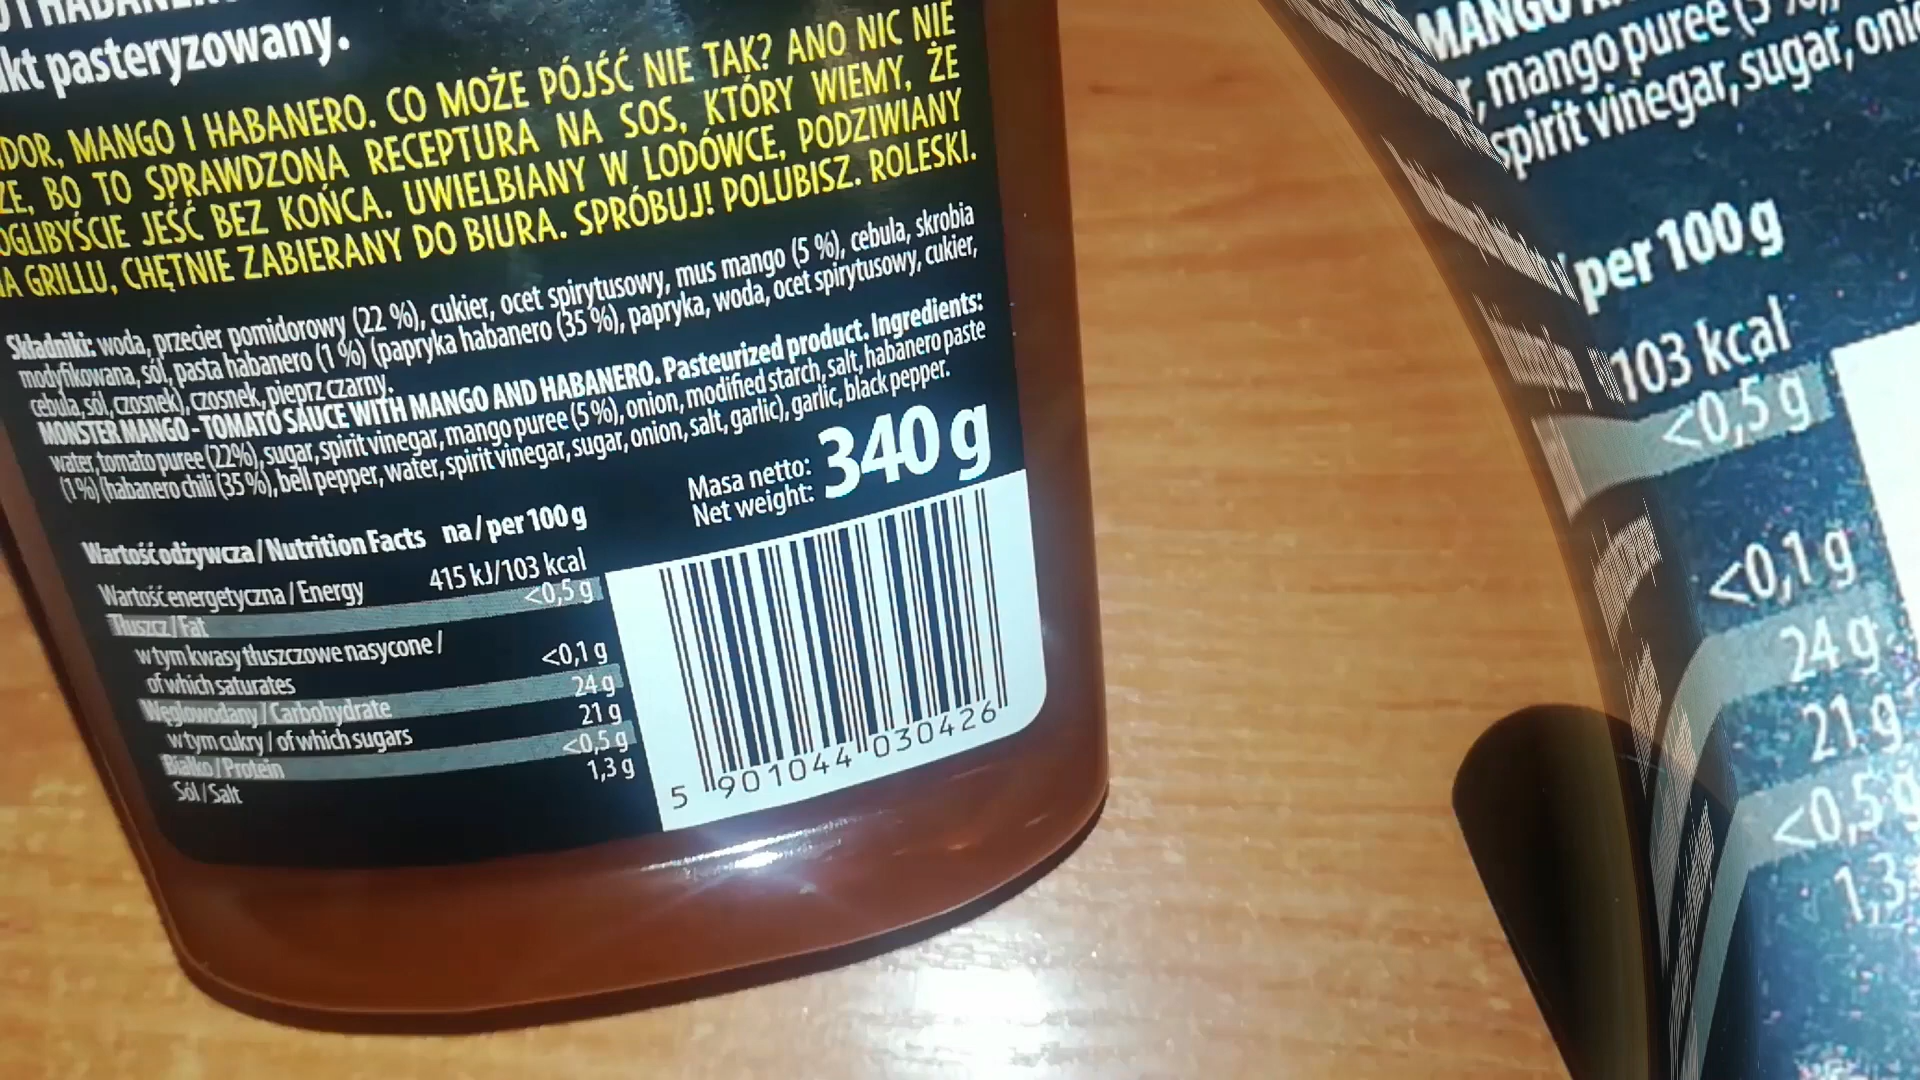 kt pasteryzowany.
DOR, MANGO I HABANERO. CO MOŻE PÓJŚĆ NIE TAK? ANO NIC NIE
ZE, BO TO SPRAWDZONA RECEPTURA NA SOS, KTÓRY WIEMY, ŻE
OGLIBYŚCIE JEŚĆ BEZ KOŃCA. UWIELBIANY W LODÓWCE, PODZIWIANY
NA GRILLU, CHĘTNIE ZABIERANY DO BIURA. SPRÓBUJ! POLUBISZ. ROLESKI.
Składniki: woda, przecier pomidorowy (22 %), cukier, ocet spirytusowy, mus mango (5 %), cebula, skrobia
modyfikowana, sól, pasta habanero (1 %) (papryka habanero (35 %), papryka, woda, ocet spirytusowy, cukier,
cebula, sól, czosnek), czosnek, pieprz czarny.
MONSTER MANGO - TOMATO SAUCE WITH MANGO AND HABANERO. Pasteurized product. Ingredients:
water, tomato puree (22%), sugar, spirit vinegar, mango puree (5 %), onion, modified starch, salt, habanero paste
(1 %) (habanero chili (35 %), bell pepper, water, spirit vinegar, sugar, onion, salt, garlic), garlic, black pepper.
Masa netto:
Net weight: 340 g
Wartość odżywcza / Nutrition Facts na / per 100 g
Wartość energetyczna / Energy 415 kJ/103 kcal
Tłuszcz / Fat <0,5 g
w tym kwasy tłuszczowe nasycone /
of which saturates <0,1 g
Węglowodany / Carbohydrate 24 g
w tym cukry / of which sugars 21 g
Białko / Protein <0,5 g
Sól / Salt 1,3 g
5 901044 030426
MANGO
r, mango puree (5
spirit vinegar, sugar, onio
per 100 g
103 kcal
<0,5 g
<0,1 g
24 g
21 g
<0,5 g
1,3